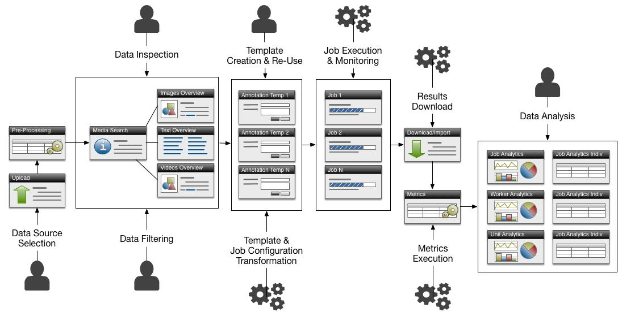 Data Inspection
Template
Creation & Re-Use
Job Execution
& Monitoring
Results
Download
Data Analysis
Pre-Processing
Upload
Data Source
Selection
Media Search
Images Overview
Text Overview
Videos Overview
Data Filtering
Annotation Temp 1
Annotation Temp 2
Annotation Temp N
Template &
Job Configuration
Transformation
Job 1
Job 2
Job N
Download/Import
Metrics
Metrics
Execution
Job Analytics
Job Analytics Indiv
Worker Analytics
Job Analytics Indiv
Unit Analytics
Job Analytics Indiv